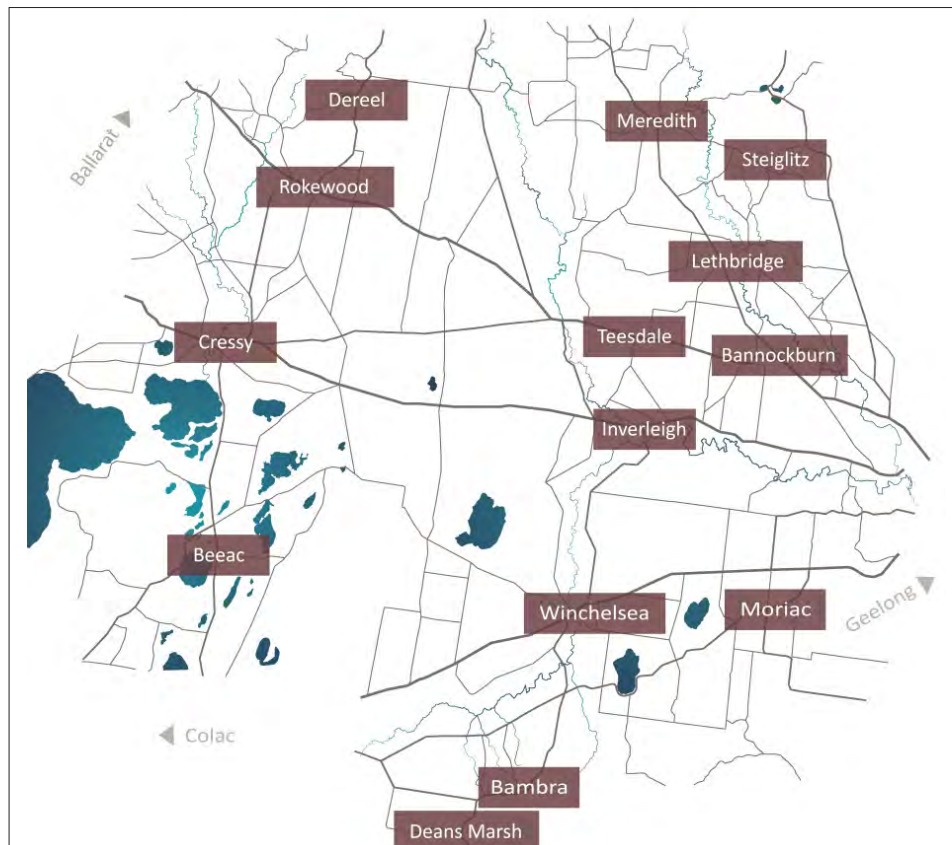 Dereel
Meredith
Ballarat
Steiglitz
Rokewood
Lethbridge
Teesdale
Cressy
Bannockburn
Inverleigh
Beeac
Winchelsea
Moriac
Geelong
Colac
Bambra
Deans Marsh